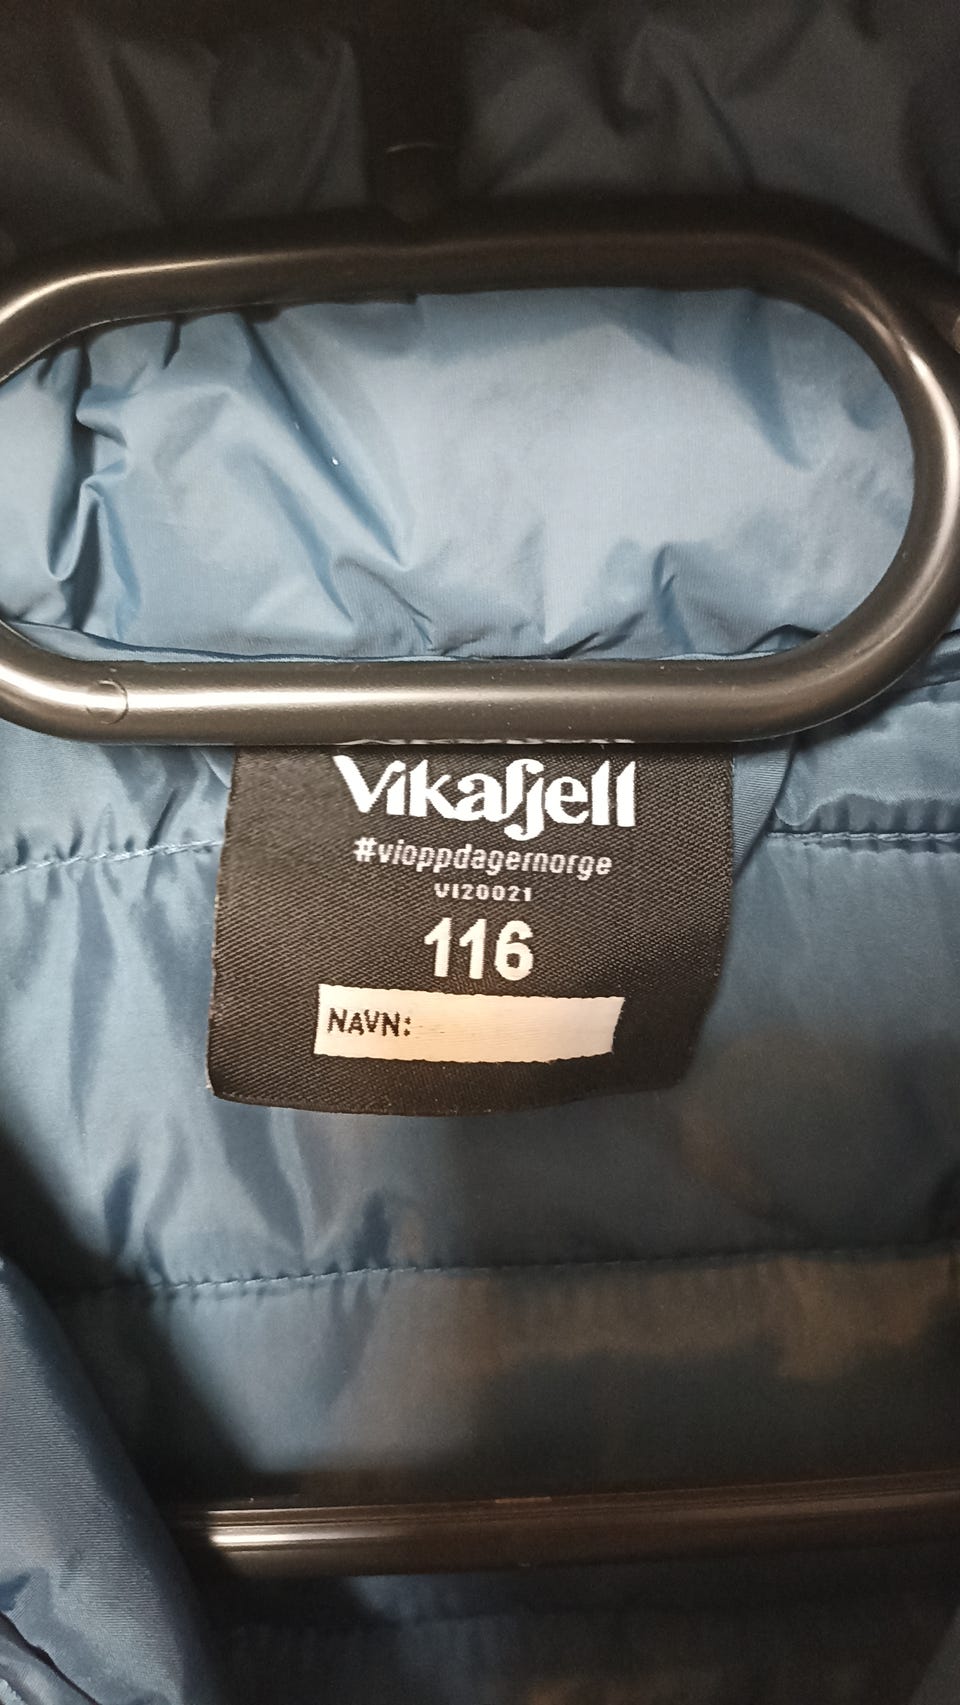 Vikafjell
#vioppdagernorge
VI20021
116
NAVN: